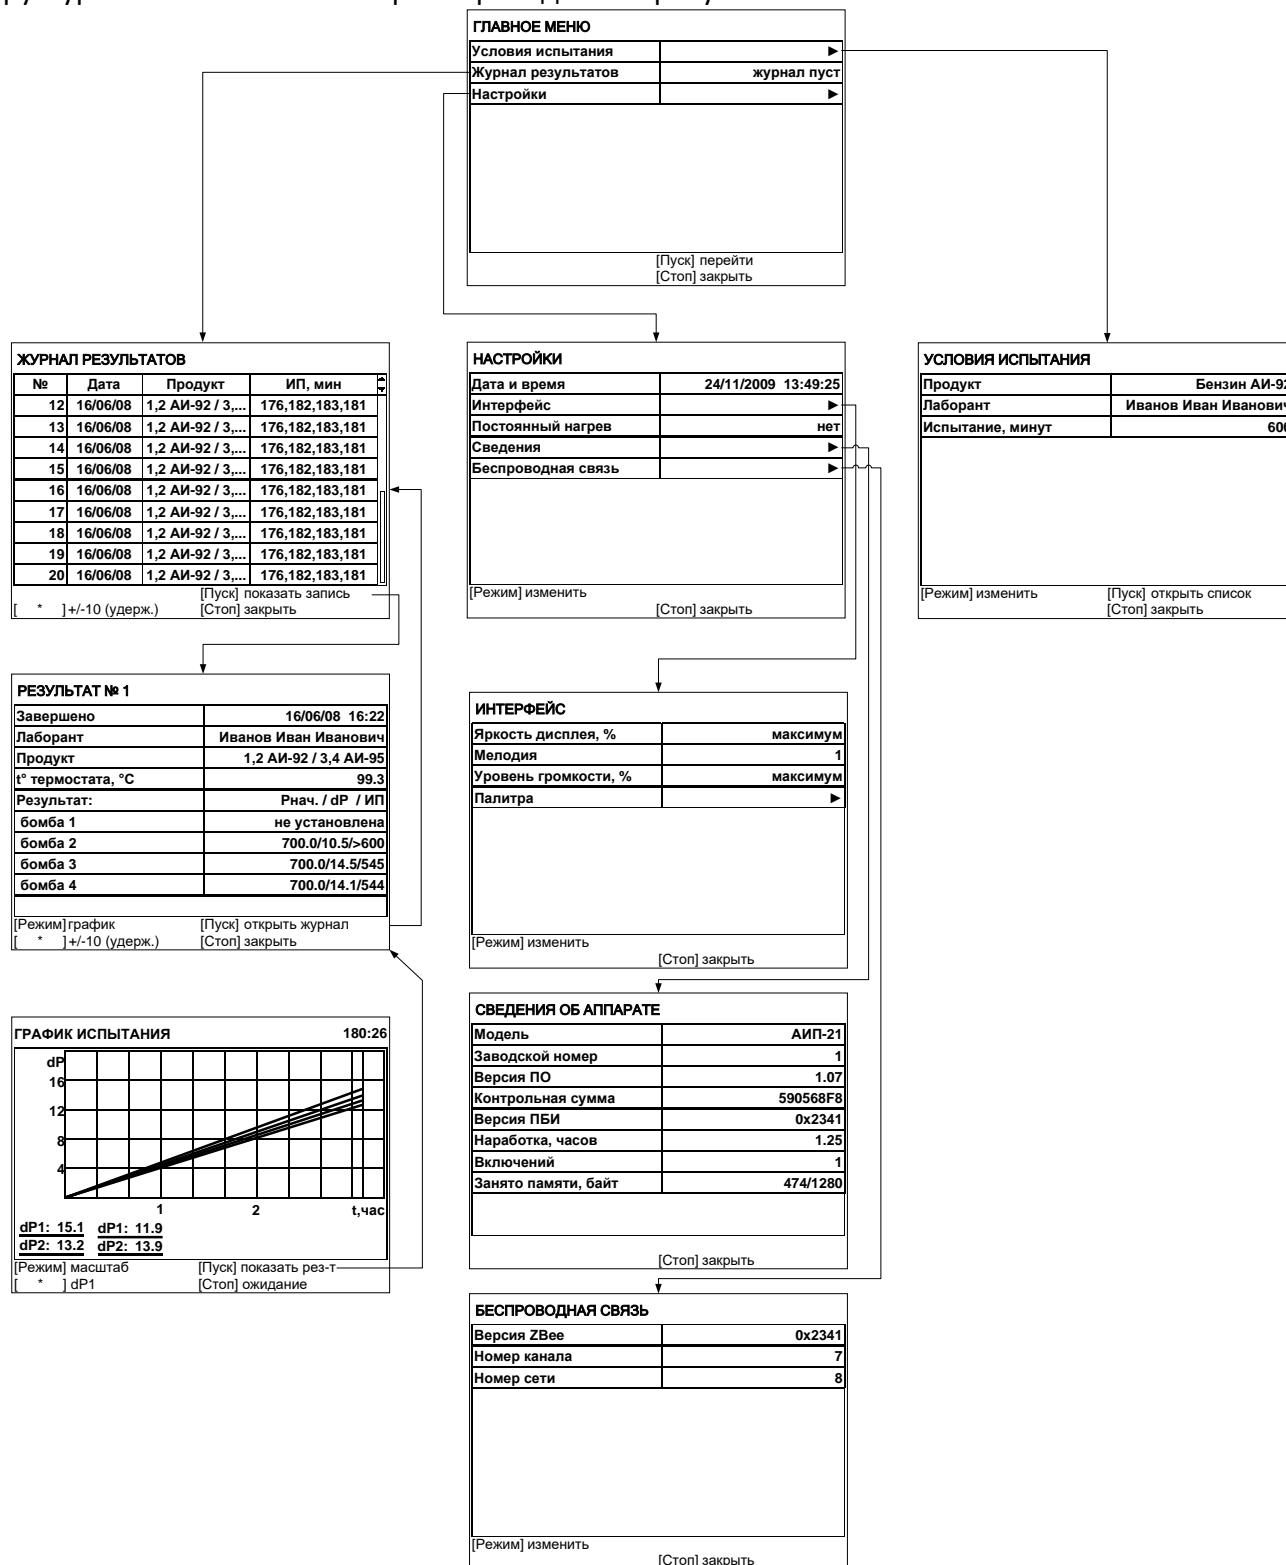 ГЛАВНОЕ МЕНЮ
Условия испытания ►
Журнал результатов журнал пуст
Настройки ►
[Пуск] перейти
[Стоп] закрыть
ЖУРНАЛ РЕЗУЛЬТАТОВ
№ Дата Продукт ИП, мин
12 16/06/08 1,2 АИ-92 / 3,... 176,182,183,181
13 16/06/08 1,2 АИ-92 / 3,... 176,182,183,181
14 16/06/08 1,2 АИ-92 / 3,... 176,182,183,181
15 16/06/08 1,2 АИ-92 / 3,... 176,182,183,181
16 16/06/08 1,2 АИ-92 / 3,... 176,182,183,181
17 16/06/08 1,2 АИ-92 / 3,... 176,182,183,181
18 16/06/08 1,2 АИ-92 / 3,... 176,182,183,181
19 16/06/08 1,2 АИ-92 / 3,... 176,182,183,181
20 16/06/08 1,2 АИ-92 / 3,... 176,182,183,181
[Пуск] показать запись
[ * ] +/-10 (удерж.) [Стоп] закрыть
НАСТРОЙКИ
Дата и время 24/11/2009 13:49:25
Интерфейс ►
Постоянный нагрев нет
Сведения ►
Беспроводная связь ►
[Режим] изменить
[Стоп] закрыть
УСЛОВИЯ ИСПЫТАНИЯ
Продукт Бензин АИ-92
Лаборант Иванов Иван Иванович
Испытание, минут 600
[Режим] изменить [Пуск] открыть список
[Стоп] закрыть
РЕЗУЛЬТАТ № 1
Завершено 16/06/08 16:22
Лаборант Иванов Иван Иванович
Продукт 1,2 АИ-92 / 3,4 АИ-95
t° термостата, °C 99.3
Результат: Рнач. / dP / ИП
бомба 1 не установлена
бомба 2 700.0/10.5/>600
бомба 3 700.0/14.5/545
бомба 4 700.0/14.1/544
[Режим] график [Пуск] открыть журнал
[ * ] +/-10 (удерж.) [Стоп] закрыть
ИНТЕРФЕЙС
Яркость дисплея, % максимум
Мелодия 1
Уровень громкости, % максимум
Палитра ►
[Режим] изменить
[Стоп] закрыть
ГРАФИК ИСПЫТАНИЯ 180:26
dP
16
12
8
4
1 2 t,час
dP1: 15.1 dP1: 11.9
dP2: 13.2 dP2: 13.9
[Режим] масштаб [Пуск] показать рез-т
[ * ] dP1 [Стоп] ожидание
СВЕДЕНИЯ ОБ АППАРАТЕ
Модель АИП-21
Заводской номер 1
Версия ПО 1.07
Контрольная сумма 590568F8
Версия ПБИ 0x2341
Наработка, часов 1.25
Включений 1
Занято памяти, байт 474/1280
[Стоп] закрыть
БЕСПРОВОДНАЯ СВЯЗЬ
Версия ZBee 0x2341
Номер канала 7
Номер сети 8
[Режим] изменить
[Стоп] закрыть